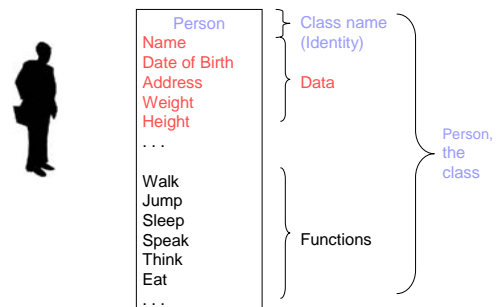 Person
Name
Date of Birth
Address
Weight
Height
. . .
Walk
Jump
Sleep
Speak
Think
Eat
. . .
Class name
(Identity)
Data
Functions
Person,
the
class